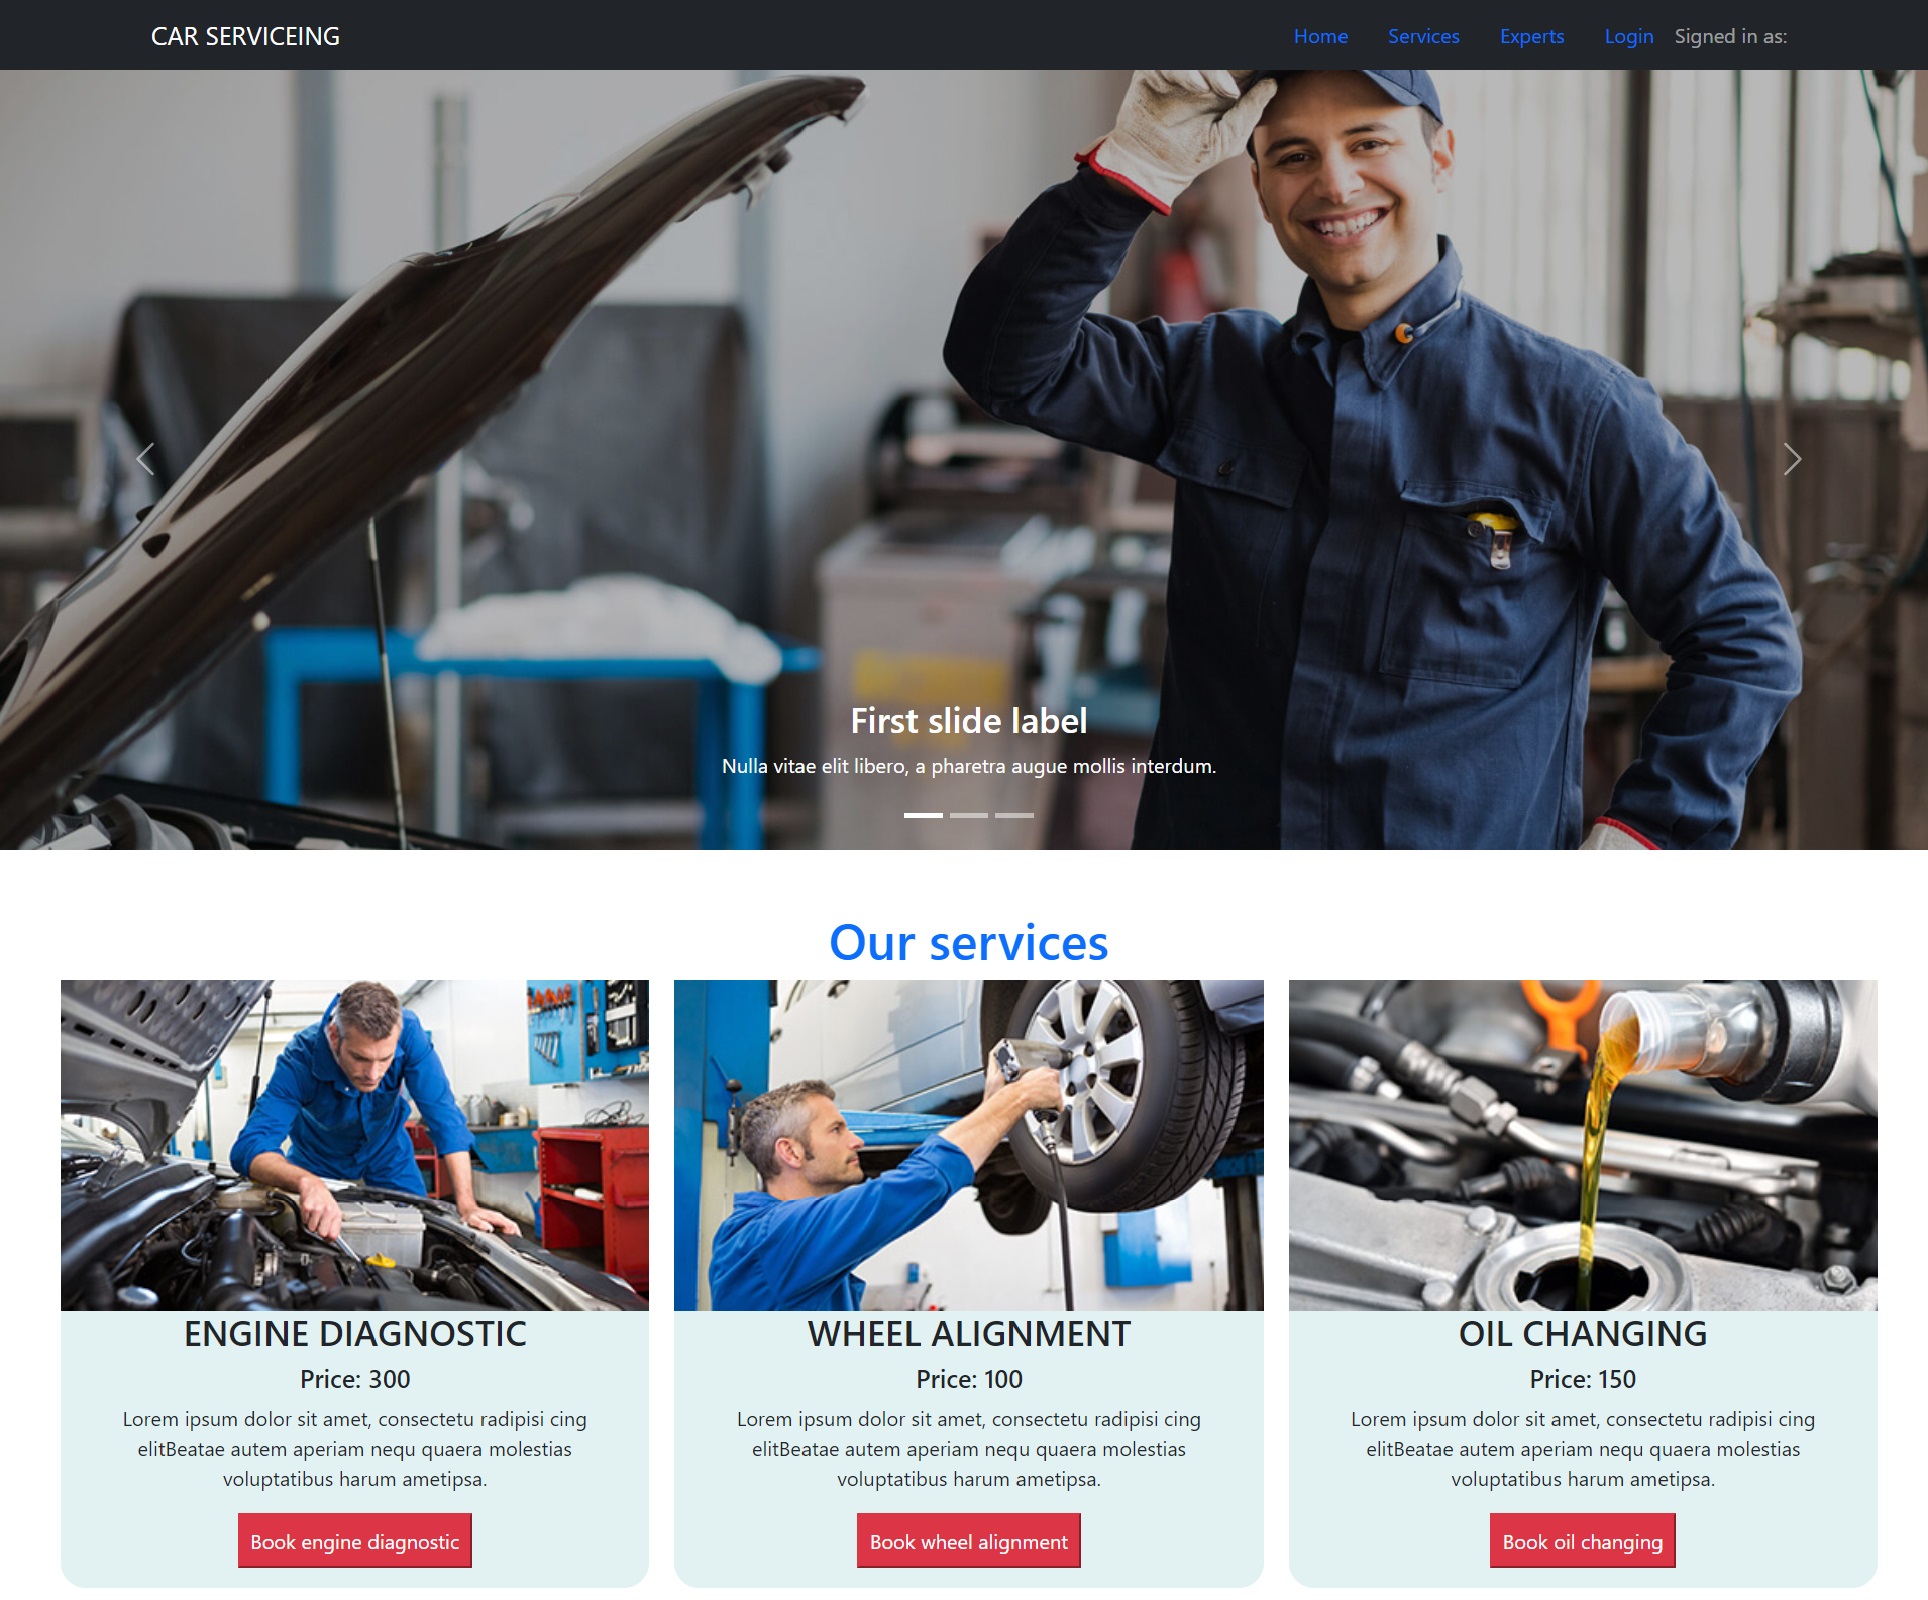 CAR SERVICEING
Home Services Experts Login Signed in as:
First slide label
Nulla vitae elit libero, a pharetra augue mollis interdum.
Our services
ENGINE DIAGNOSTIC
Price: 300
Lorem ipsum dolor sit amet, consectetu radipisi cing
elitBeatae autem aperiam nequ quaera molestias
voluptatibus harum ametipsa.
Book engine diagnostic
WHEEL ALIGNMENT
Price: 100
Lorem ipsum dolor sit amet, consectetu radipisi cing
elitBeatae autem aperiam nequ quaera molestias
voluptatibus harum ametipsa.
Book wheel alignment
OIL CHANGING
Price: 150
Lorem ipsum dolor sit amet, consectetu radipisi cing
elitBeatae autem aperiam nequ quaera molestias
voluptatibus harum ametipsa.
Book oil changing